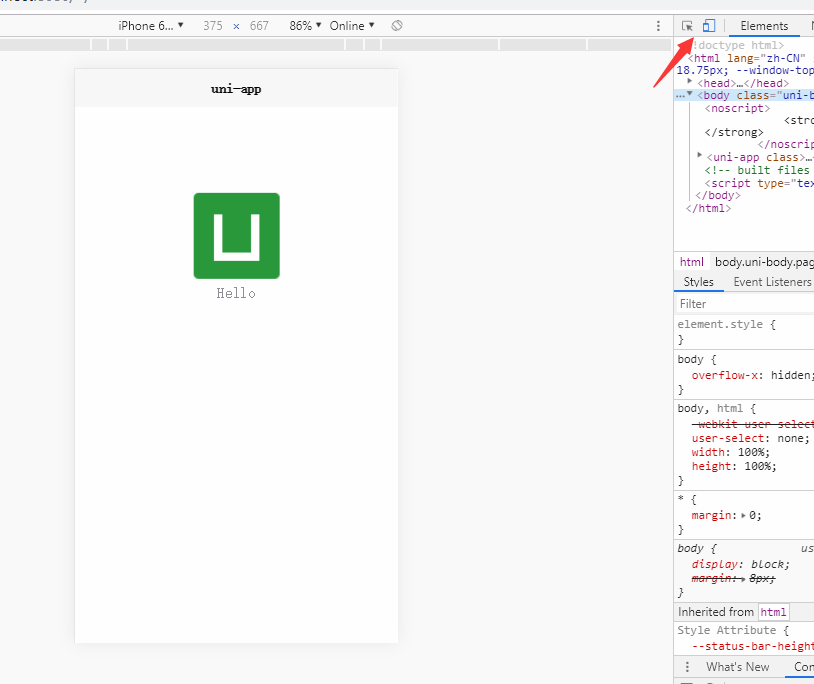 iPhone 6... ▼ 375 × 667 86% ▼ Online ▼
Elements
uni-app
Hello
!doctype html>
<html lang="zh-CN"
18.75px; --window-top
<head>…</head>
<body class="uni-b
<noscript>
<stro
</strong>
</noscrip
<uni-app class>…
<!-- built files
<script type="tex
</body>
</html>
html body.uni-body.pag
Styles Event Listeners
Filter
element.style {
}
body {
overflow-x: hidden;
}
body, html {
-webkit-user-select
user-select: none;
width: 100%;
height: 100%;
}
* {
margin: 0;
}
body { us
display: block;
margin: 8px;
}
Inherited from html
Style Attribute {
--status-bar-height
What's New Con